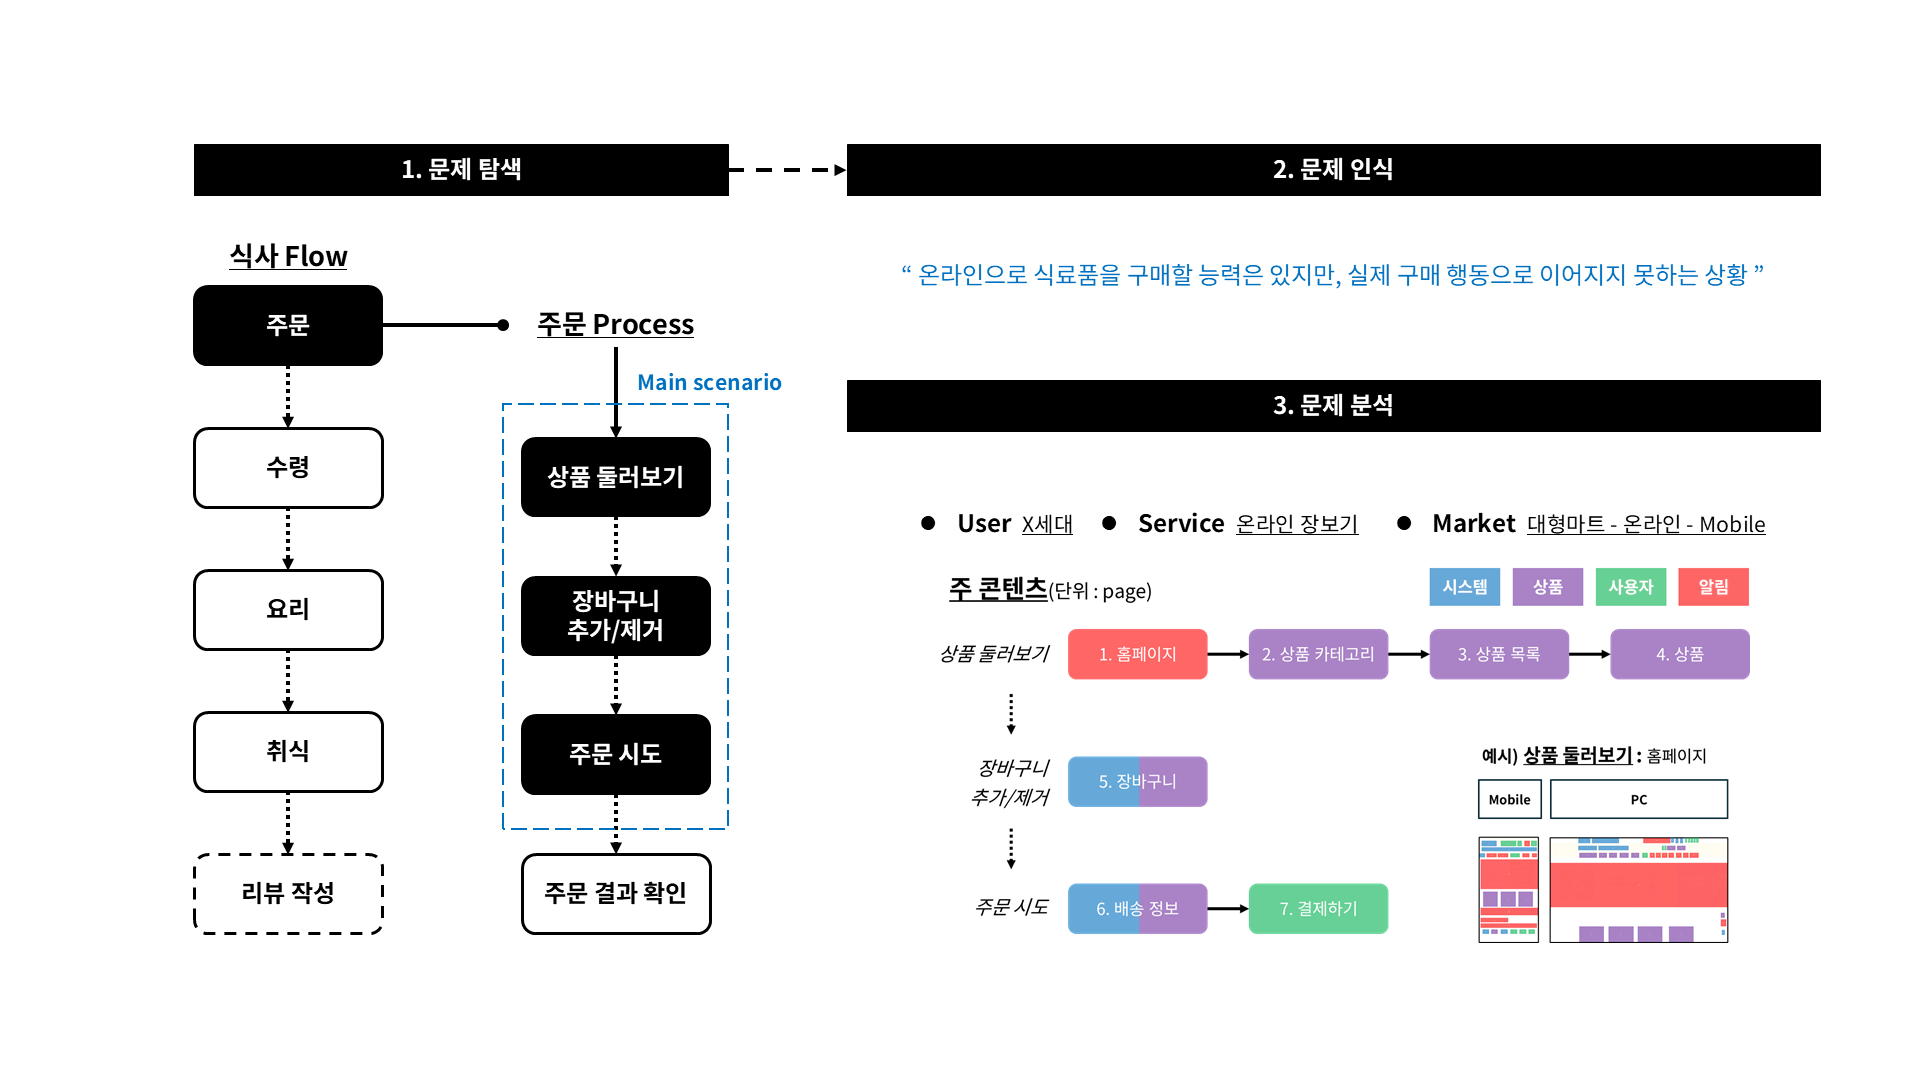 1. 문제 탐색
식사 Flow
주문
수령
요리
취식
리뷰 작성
주문 Process
Main scenario
상품 둘러보기
장바구니
추가/제거
주문 시도
주문 결과 확인
2. 문제 인식
“ 온라인으로 식료품을 구매할 능력은 있지만, 실제 구매 행동으로 이어지지 못하는 상황 ”
3. 문제 분석
● User X세대 ● Service 온라인 장보기 ● Market 대형마트 - 온라인 - Mobile
주 콘텐츠(단위 : page)
시스템 상품 사용자 알림
상품 둘러보기 1. 홈페이지 2. 상품 카테고리 3. 상품 목록 4. 상품
장바구니
추가/제거
5. 장바구니
주문 시도 6. 배송 정보 7. 결제하기
예시) 상품 둘러보기 : 홈페이지
Mobile PC